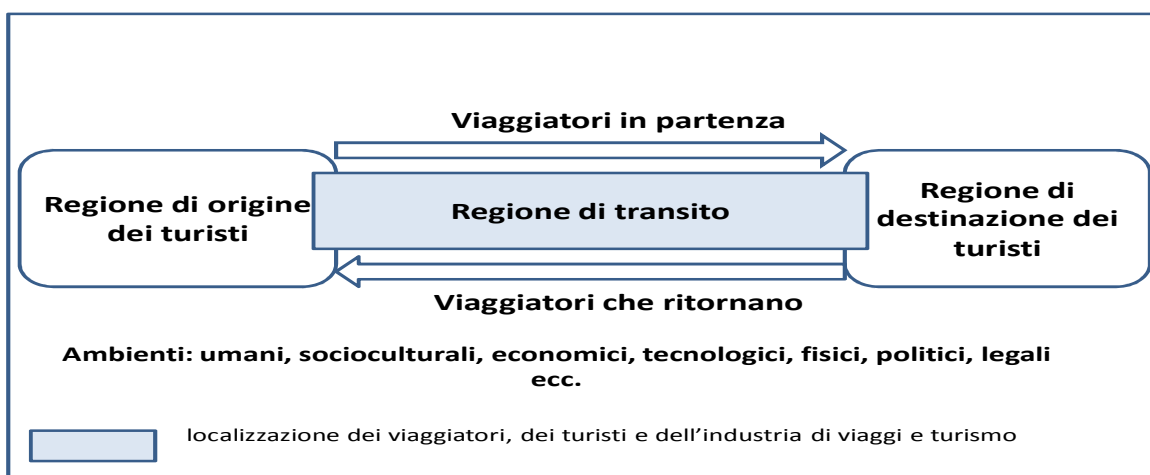 Viaggiatori in partenza
Regione di origine
dei turisti
Regione di transito
Regione di
destinazione dei
turisti
Viaggiatori che ritornano
Ambienti: umani, socioculturali, economici, tecnologici, fisici, politici, legali
ecc.
localizzazione dei viaggiatori, dei turisti e dell’industria di viaggi e turismo